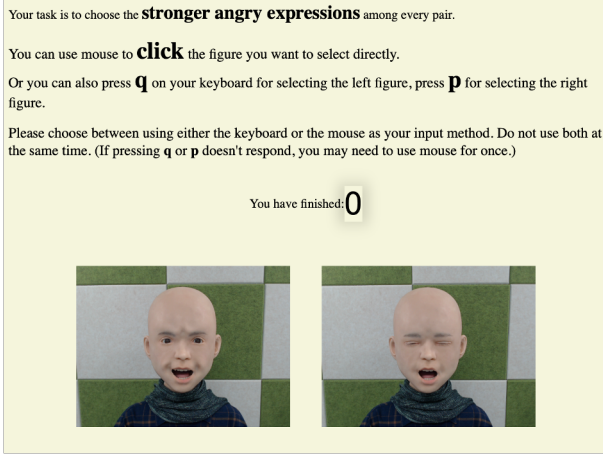 Your task is to choose the stronger angry expressions among every pair.
You can use mouse to click the figure you want to select directly.
Or you can also press q on your keyboard for selecting the left figure, press p for selecting the right
figure.
Please choose between using either the keyboard or the mouse as your input method. Do not use both at
the same time. (If pressing q or p doesn't respond, you may need to use mouse for once.)
You have finished:0